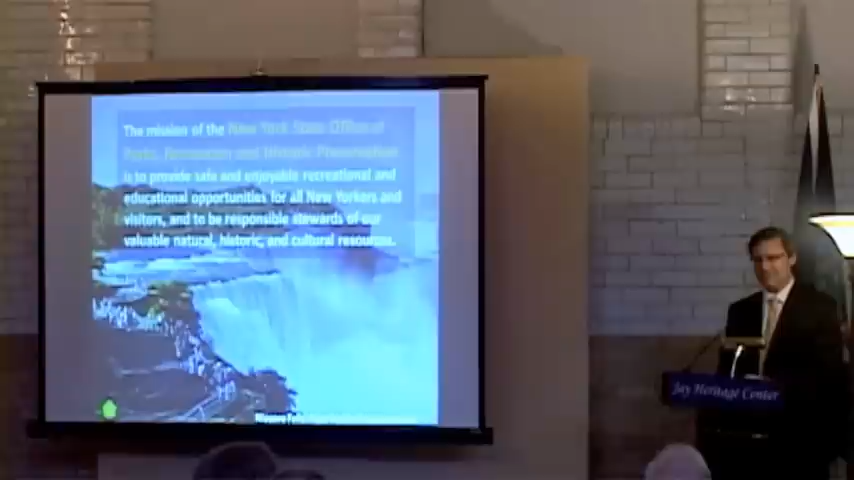 The mission of the New York State Office of
Parks, Recreation and Historic Preservation
is to provide safe and enjoyable recreational and
educational opportunities for all New Yorkers and
visitors, and to be responsible stewards of our
valuable natural, historic, and cultural resources.
Jay Heritage Center